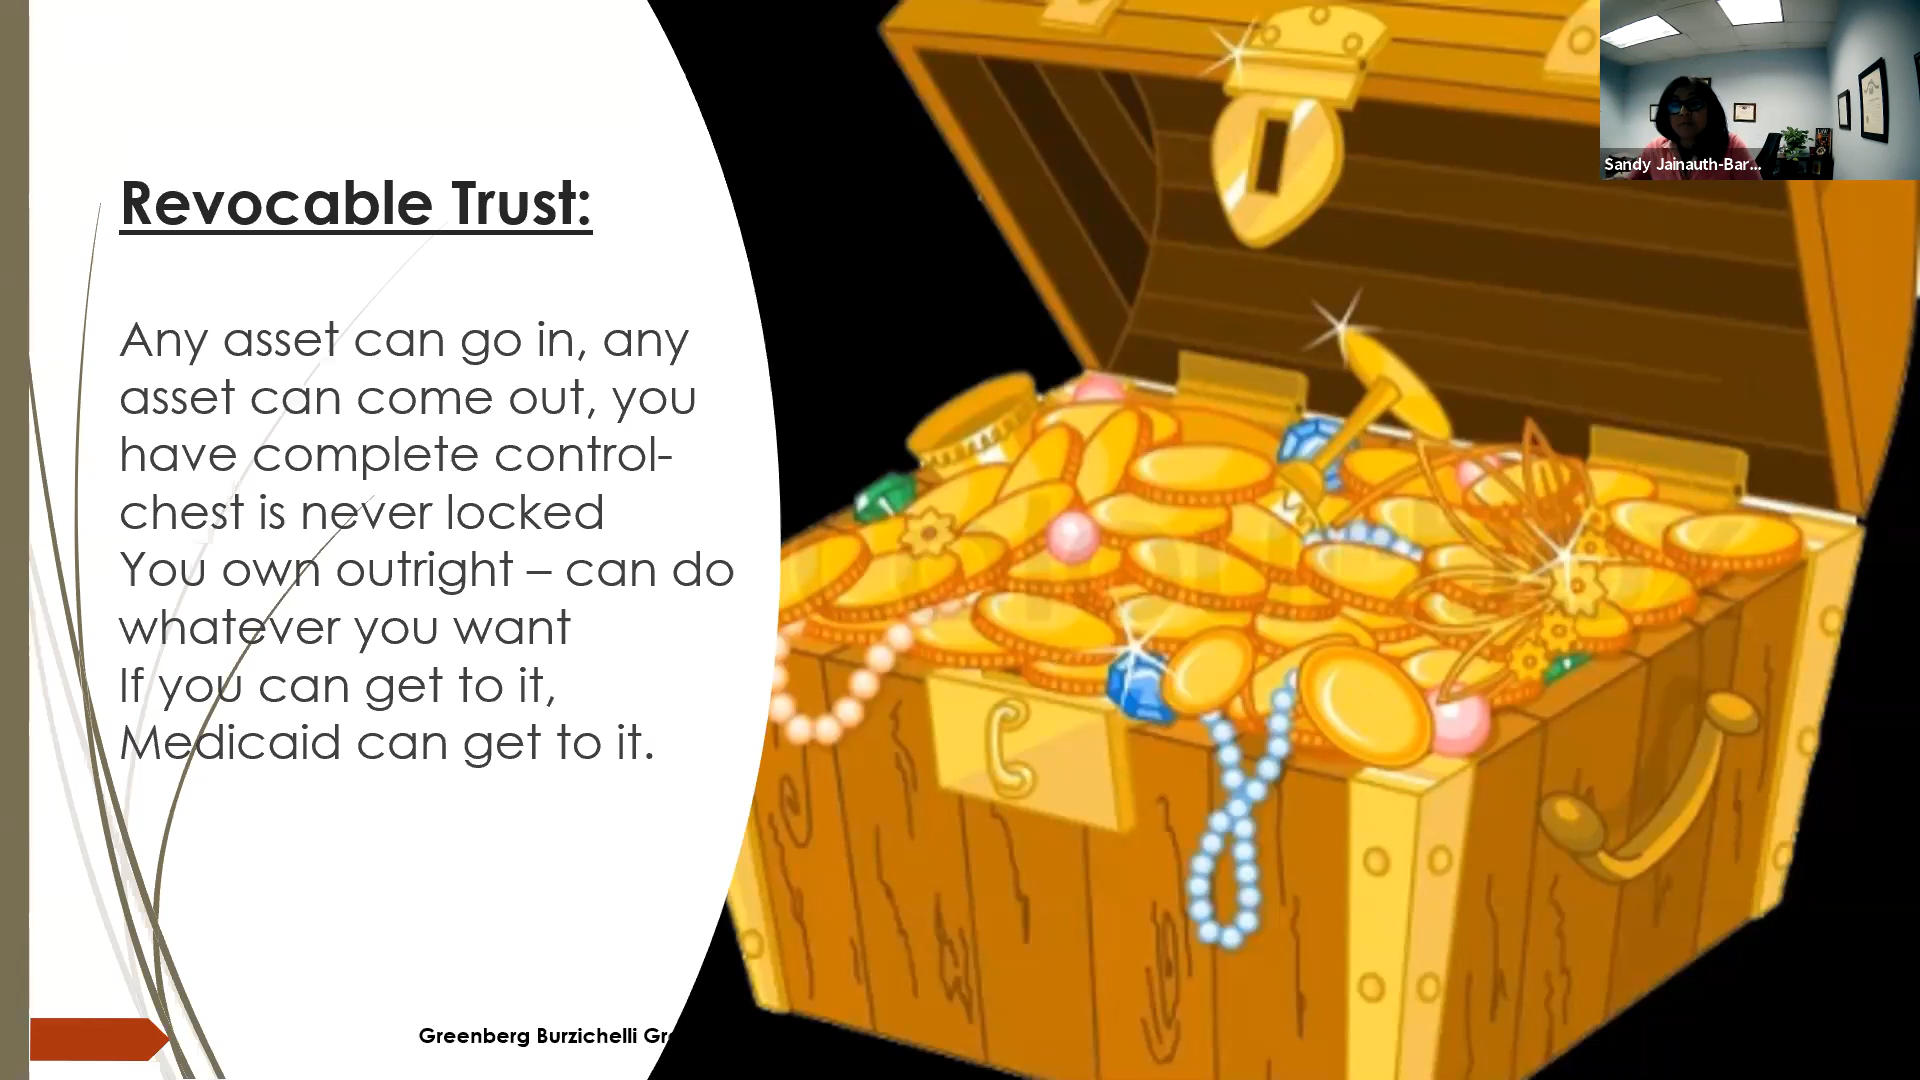 Sandy Jainauth-Bar...
Revocable Trust:
Any asset can go in, any
asset can come out, you
have complete control-
chest is never locked
You own outright – can do
whatever you want
If you can get to it,
Medicaid can get to it.
Greenberg Burzichelli